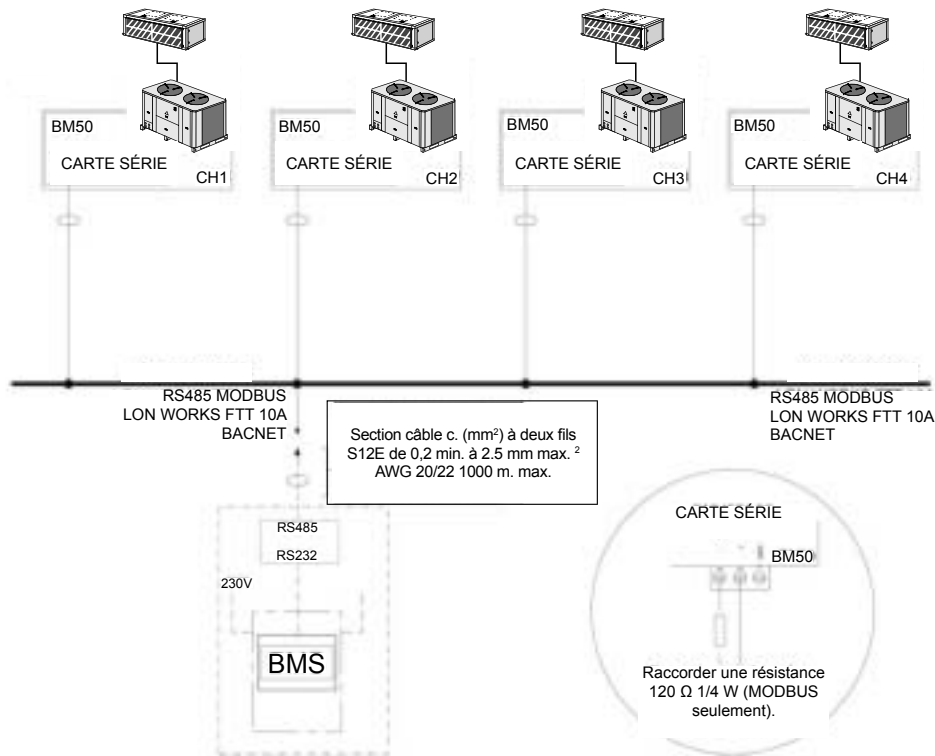 BM50
CARTE SÉRIE
CH1
BM50
CARTE SÉRIE
CH2
BM50
CARTE SÉRIE
CH3
BM50
CARTE SÉRIE
CH4
RS485 MODBUS
LON WORKS FTT 10A
BACNET
RS485 MODBUS
LON WORKS FTT 10A
BACNET
Section câble c. (mm²) à deux fils
S12E de 0,2 min. à 2.5 mm max. ²
AWG 20/22 1000 m. max.
RS485
RS232
230V
BMS
CARTE SÉRIE
BM50
Raccorder une résistance
120 Ω 1/4 W (MODBUS
seulement).